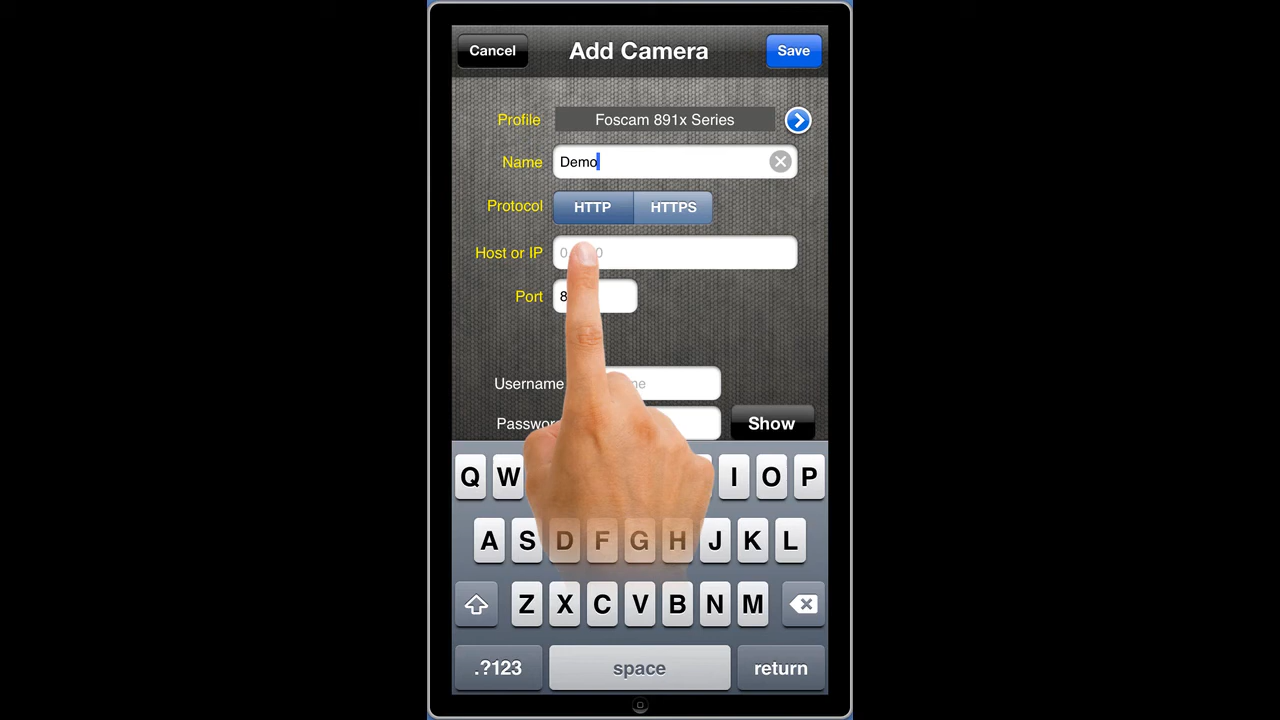 Cancel Add Camera Save
Profile Foscam 891x Series
Name Demo
Protocol HTTP HTTPS
Host or IP
Port 8
Username
Show
Q W I O P
A S D F G H J K L
Z X C V B N M
.?123 space return